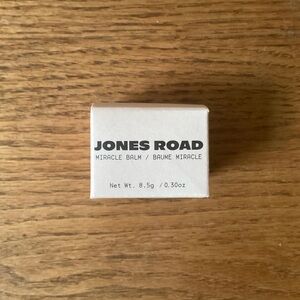 JONES ROAD
MIRACLE BALM / BAUME MIRACLE
Net Wt. 8.5g / 0.30oz